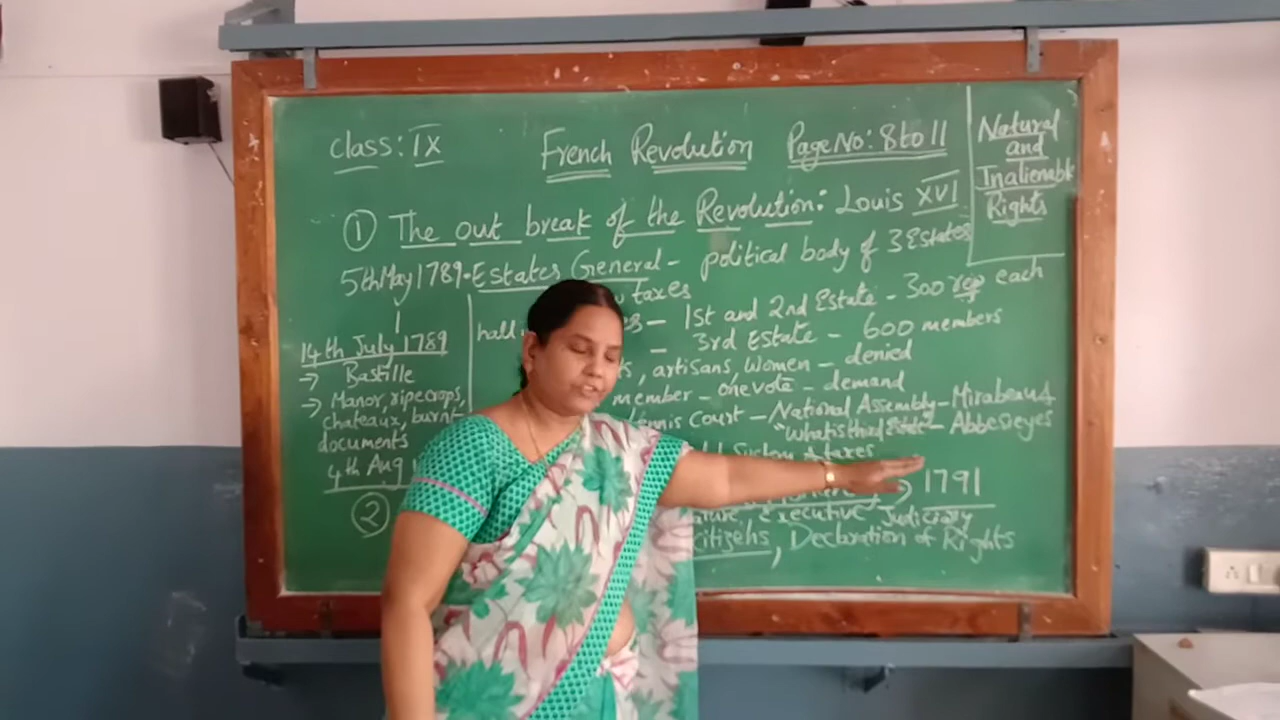 class: IX
French Revolution
Page No: 8 to 11
Natural
and
Inalienable
Rights
① The out break of the Revolution: Louis XVI
5th May 1789. Estates General - political body of 3 Estates
taxes
hall
- 1st and 2nd Estate - 300 rep each
- 3rd Estate - 600 members
, artisans, Women - denied
member - one vote - demand
Court - National Assembly - Mirabeau
"What is third Estate" - Abbesieyes
System taxes
→ 1791
Executive Judiciary
citizens, Declaration of Rights
14th July 1789
→ Bastille
→ Manor, ripe crops,
chateaux, burnt
documents
4th Aug
②